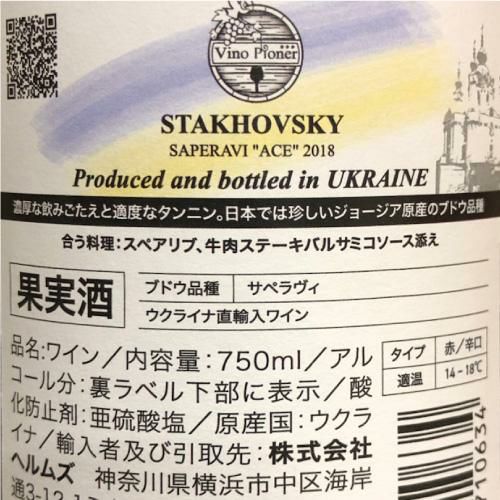 Vino Pioner
STAKHOVSKY
SAPERAVI "ACE" 2018
Produced and bottled in UKRAINE
濃厚な飲みごたえと適度なタンニン。日本では珍しいジョージア原産のブドウ品種
合う料理：スペアリブ、牛肉ステーキバルサミコソース添え
果実酒
ブドウ品種 サペラヴィ
ウクライナ直輸入ワイン
品名:ワイン／内容量：750ml／アル
コール分：裏ラベル下部に表示／酸
化防止剤：亜硫酸塩／原産国：ウクラ
イナ／輸入者及び引取先：株式会社
ヘルムズ 神奈川県横浜市中区海岸
通3-12-1
タイプ 赤/辛口
適温 14-18℃
10634